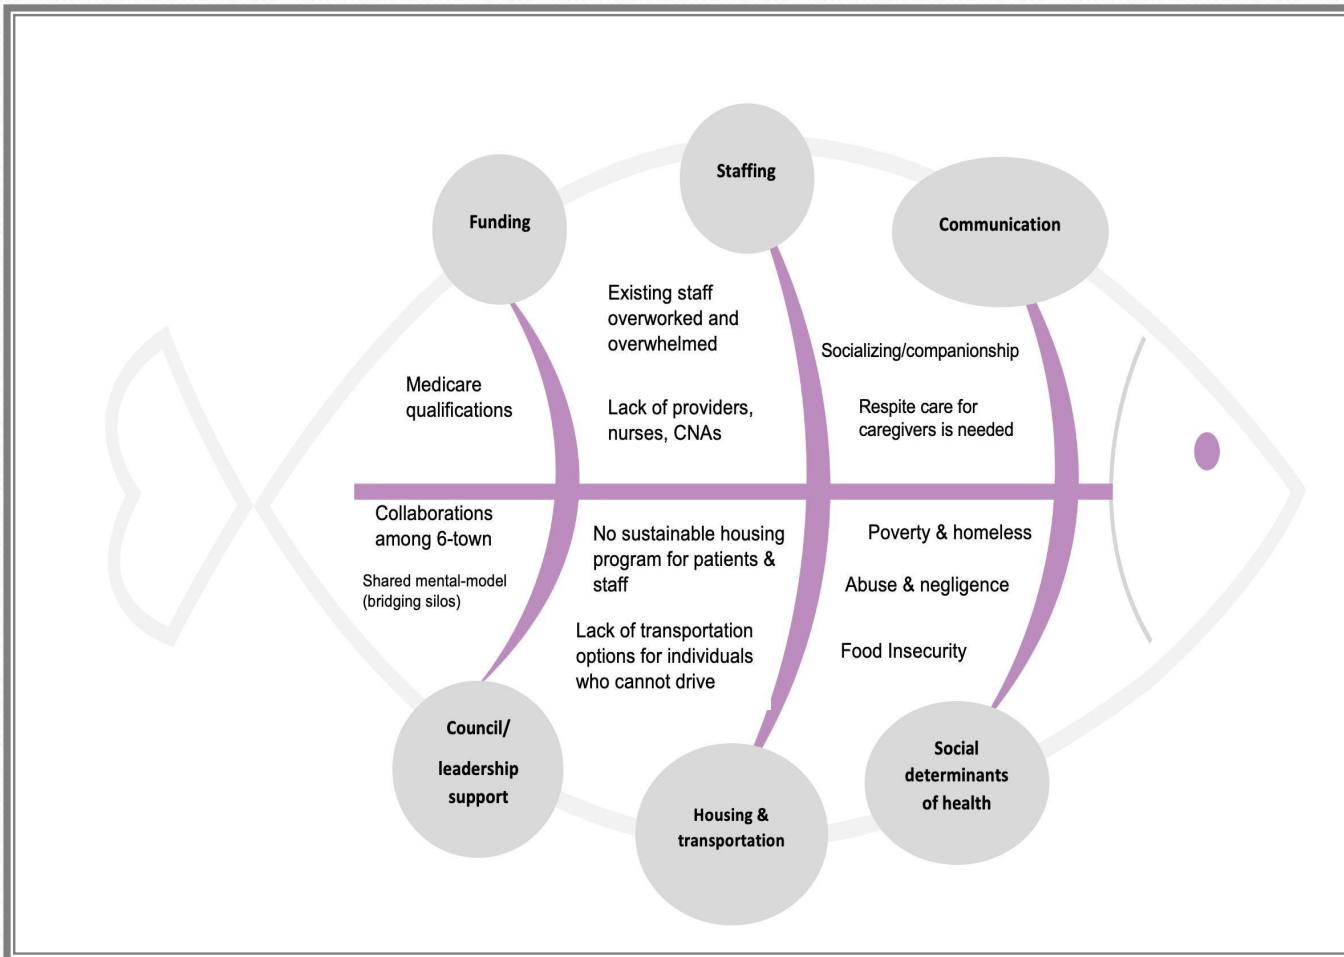 Funding
Staffing
Communication
Medicare
qualifications
Existing staff
overworked and
overwhelmed
Lack of providers,
nurses, CNAs
Socializing/companionship
Respite care for
caregivers is needed
Collaborations
among 6-town
Shared mental-model
(bridging silos)
No sustainable housing
program for patients &
staff
Lack of transportation
options for individuals
who cannot drive
Poverty & homeless
Abuse & negligence
Food Insecurity
Council/
leadership
support
Housing &
transportation
Social
determinants
of health